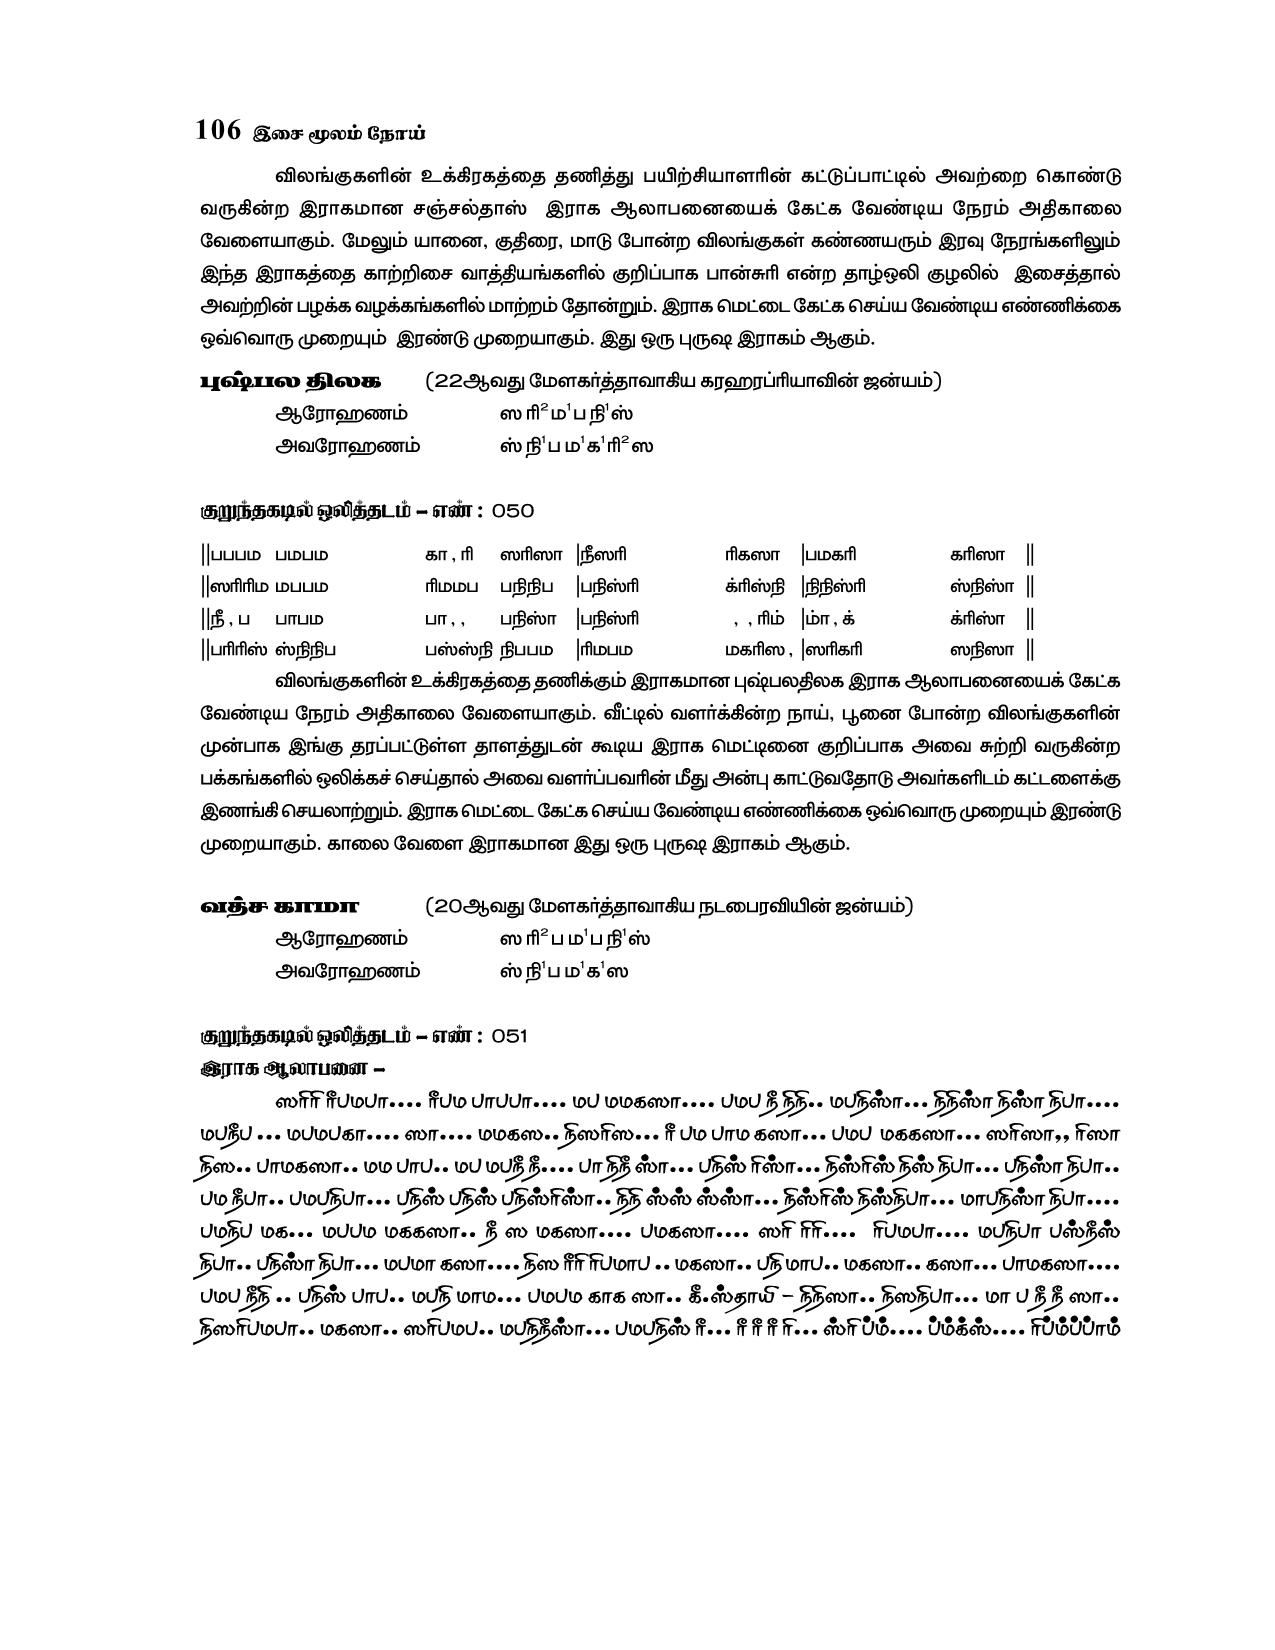 106 இசை மூலம் நோய்
விலங்குகளின் உக்கிரகத்தை தணித்து பயிற்சியாளரின் கட்டுப்பாட்டில் அவற்றை கொண்டு
வருகின்ற இராகமான சஞ்சல்தாஸ் இராக ஆலாபனையைக் கேட்க வேண்டிய நேரம் அதிகாலை
வேளையாகும். மேலும் யானை, குதிரை, மாடு போன்ற விலங்குகள் கண்ணயரும் இரவு நேரங்களிலும்
இந்த இராகத்தை காற்றிசை வாத்தியங்களில் குறிப்பாக பான்சுரி என்ற தாழ்ஒலி குழலில் இசைத்தால்
அவற்றின் பழக்க வழக்கங்களில் மாற்றம் தோன்றும். இராக மெட்டை கேட்க செய்ய வேண்டிய எண்ணிக்கை
ஒவ்வொரு முறையும் இரண்டு முறையாகும். இது ஒரு புருஷ இராகம் ஆகும்.
புஷ்பல திலக (22ஆவது மேளகர்த்தாவாகிய கரஹரப்ரியாவின் ஜன்யம்)
ஆரோஹணம் ஸ ரி² ம¹ ப நி¹ ஸ்
அவரோஹணம் ஸ் நி¹ ப ம¹ க¹ ரி² ஸ
குறுந்தகடில் ஒலித்தடம் – எண் : 050
||பபபம பமபம கா , ரி ஸரிஸா |நீஸரி ரிகஸா |பமகரி கரிஸா ||
||ஸரிரிம மபபம ரிமமப பநிநிப |பநிஸ்ரி க்ரிஸ்நி |நிநிஸ்ரி ஸ்நிஸ்ா ||
||நீ , ப பாபம பா , , பநிஸ்ா |பநிஸ்ரி , , ரிம் |ம்ா , க் க்ரிஸ்ா ||
||பரிரிஸ் ஸ்நிநிப பஸ்ஸ்நி நிபபம |ரிமபம மகரிஸ , |ஸரிகரி ஸநிஸா ||
விலங்குகளின் உக்கிரகத்தை தணிக்கும் இராகமான புஷ்பலதிலக இராக ஆலாபனையைக் கேட்க
வேண்டிய நேரம் அதிகாலை வேளையாகும். வீட்டில் வளர்க்கின்ற நாய், பூனை போன்ற விலங்குகளின்
முன்பாக இங்கு தரப்பட்டுள்ள தாளத்துடன் கூடிய இராக மெட்டினை குறிப்பாக அவை சுற்றி வருகின்ற
பக்கங்களில் ஒலிக்கச் செய்தால் அவை வளர்ப்பவரின் மீது அன்பு காட்டுவதோடு அவர்களிடம் கட்டளைக்கு
இணங்கி செயலாற்றும். இராக மெட்டை கேட்க செய்ய வேண்டிய எண்ணிக்கை ஒவ்வொரு முறையும் இரண்டு
முறையாகும். காலை வேளை இராகமான இது ஒரு புருஷ இராகம் ஆகும்.
வத்ச காமா (20ஆவது மேளகர்த்தாவாகிய நடபைரவியின் ஜன்யம்)
ஆரோஹணம் ஸ ரி² ப ம¹ ப நி¹ ஸ்
அவரோஹணம் ஸ் நி¹ ப ம¹ க¹ ஸ
குறுந்தகடில் ஒலித்தடம் – எண் : 051
இராக ஆலாபனை –
ஸரிரி ரீபமபா.... ரீபம பாபபா.... மப மமகஸா.... பமப நீ நிநி.. மபநிஸ்ா... நிநிஸ்ா நிஸ்ா நிபா....
மபநீப ... மபமபகா.... ஸா.... மமகஸ.. நிஸரிஸ... ரீ பம பாம கஸா... பமப மககஸா... ஸரிஸா,, ரிஸா
நிஸ.. பாமகஸா.. மம பாப.. மப மபநீ நீ.... பா நிநீ ஸ்ா... பநிஸ் ரிஸ்ா... நிஸ்ரிஸ் நிஸ் நிபா... பநிஸ்ா நிபா..
பம நீபா.. பமபநிபா... பநிஸ் பநிஸ் பநிஸ்ரிஸ்ா.. நிநி ஸ்ஸ் ஸ்ஸ்ா... நிஸ்ரிஸ் நிஸ்நிபா... மாபநிஸ்ா நிபா....
பமநிப மக... மபபம மககஸா.. நீ ஸ மகஸா.... பமகஸா.... ஸரி ரிரி.... ரிபமபா.... மபநிபா பஸ்நீஸ்
நிபா.. பநிஸ்ா நிபா... மபமா கஸா.... நிஸ ரீரிரிபமாப .. மகஸா.. பநி மாப.. மகஸா.. கஸா... பாமகஸா....
பமப நீநி .. பநிஸ் பாப.. மபநி மாம... பமபம காக ஸா.. கீ.ஸ்தாயி – நிநிஸா.. நிஸநிபா... மா ப நீ நீ ஸா..
நிஸரிபமபா.. மகஸா.. ஸரிபமப.. மபநிநீஸ்ா... பமபநிஸ் ரீ... ரீ ரீ ரீ ரி... ஸ்ரி ப்ம்.... ப்ம்க்ஸ்.... ரிப்ம்ப்ப்ாம்